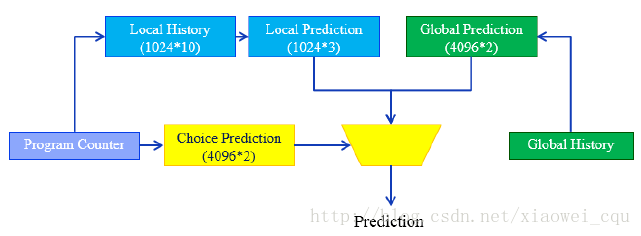 Local History
(1024*10)
Local Prediction
(1024*3)
Global Prediction
(4096*2)
Program Counter
Choice Prediction
(4096*2)
Global History
http://blog.csdn.net/xiaowei_cqu
Prediction